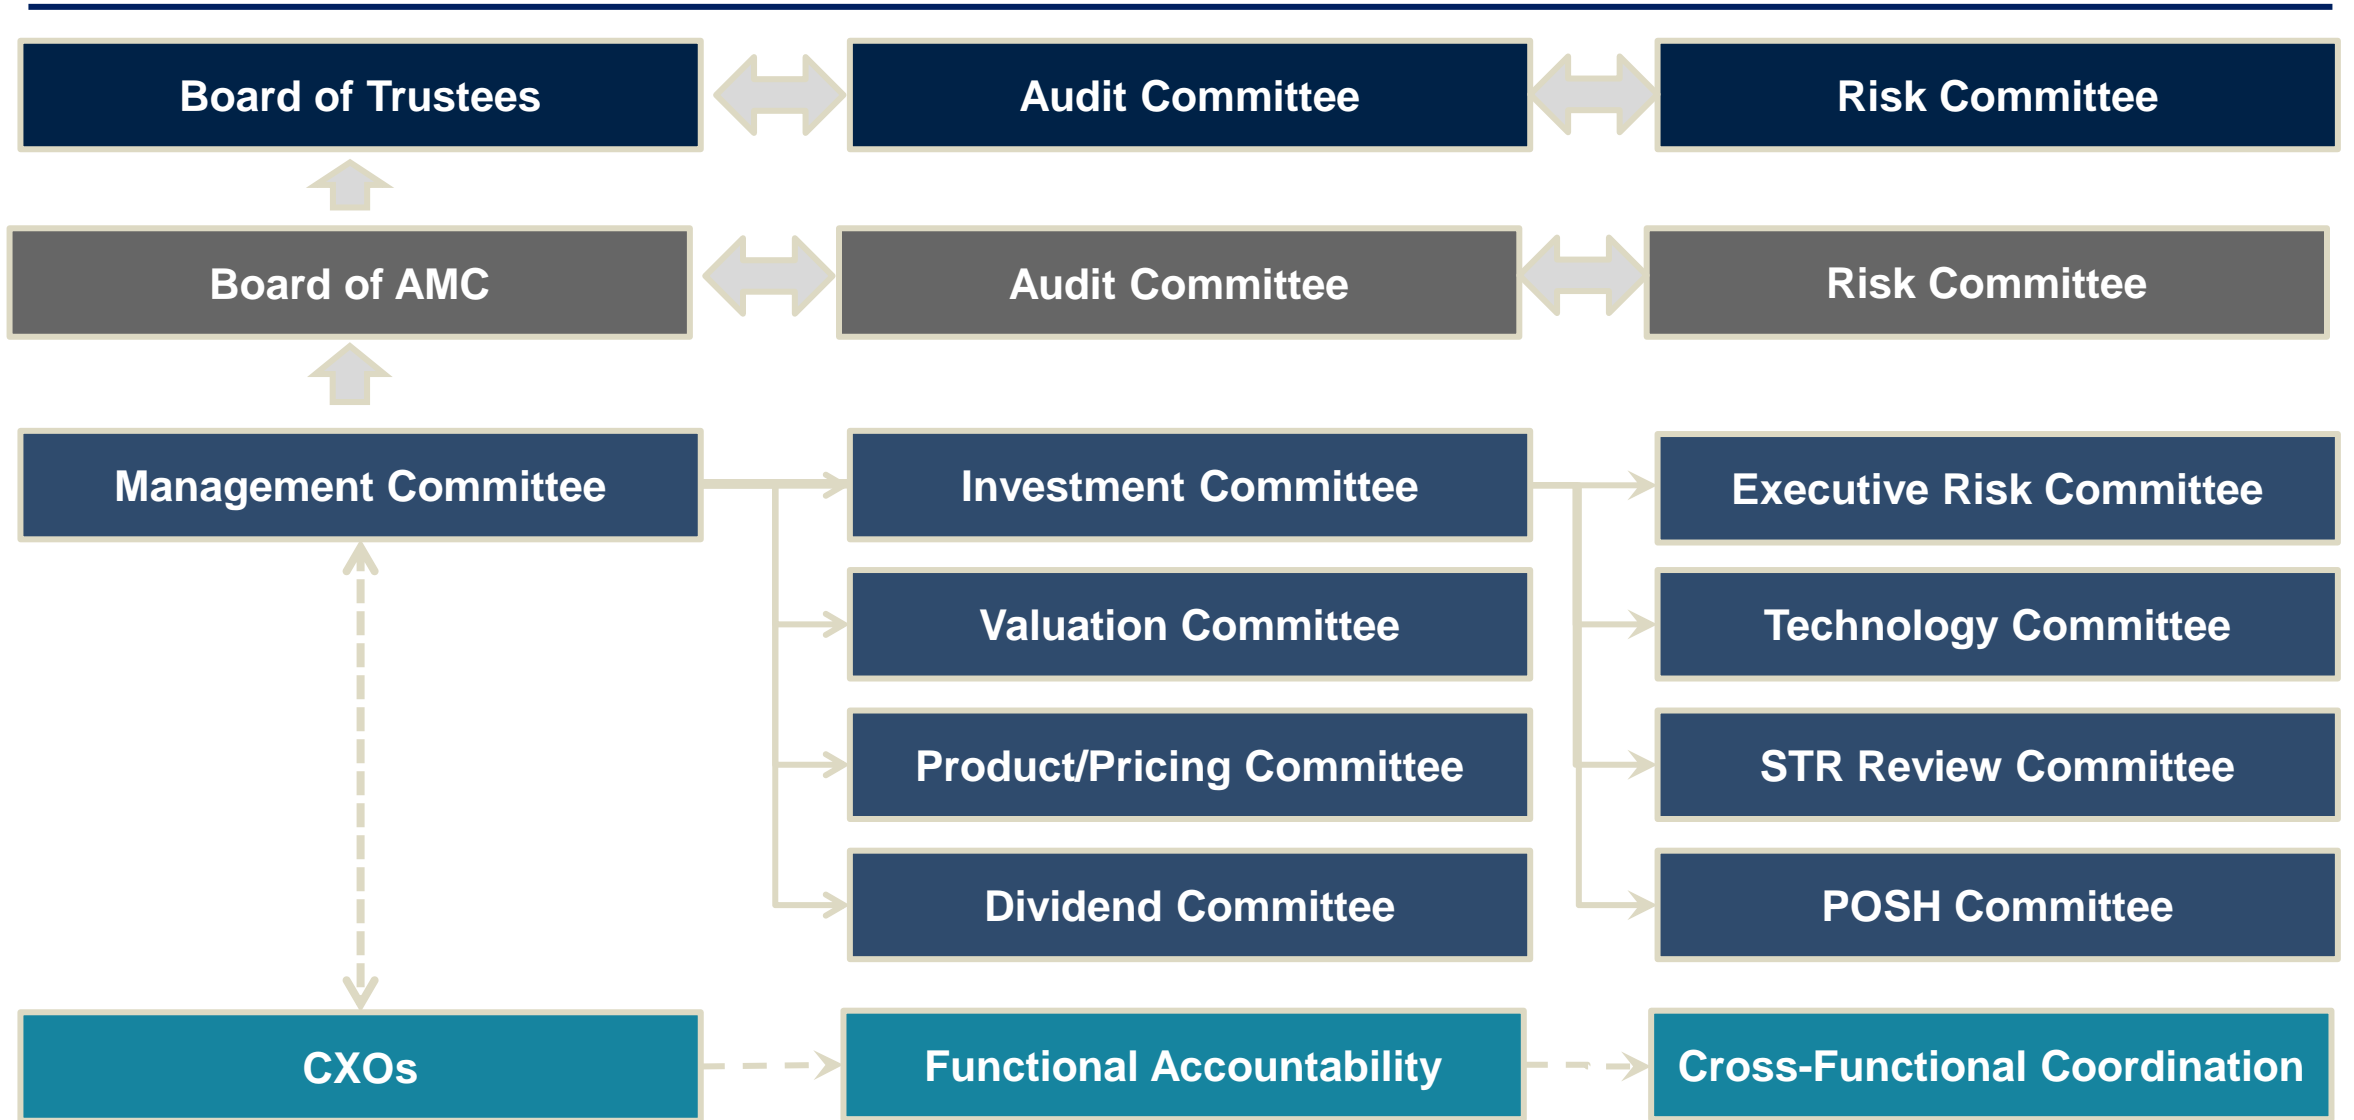 Board of Trustees
Audit Committee
Risk Committee
Board of AMC
Audit Committee
Risk Committee
Management Committee
Investment Committee
Executive Risk Committee
Valuation Committee
Technology Committee
Product/Pricing Committee
STR Review Committee
Dividend Committee
POSH Committee
CXOs
Functional Accountability
Cross-Functional Coordination